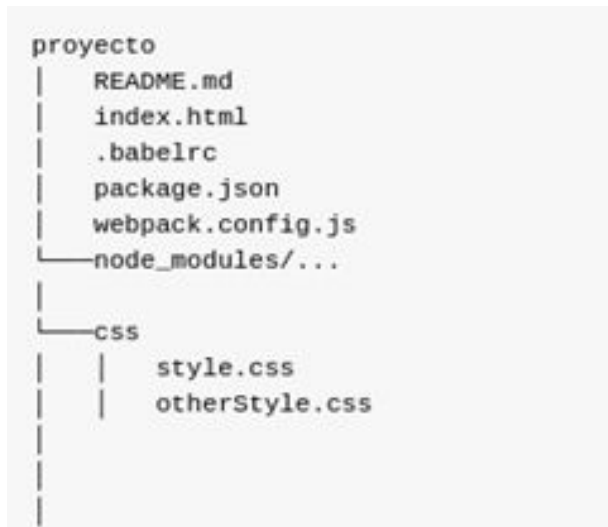 proyecto
README.md
index.html
.babelrc
package.json
webpack.config.js
node_modules/...
css
style.css
otherStyle.css